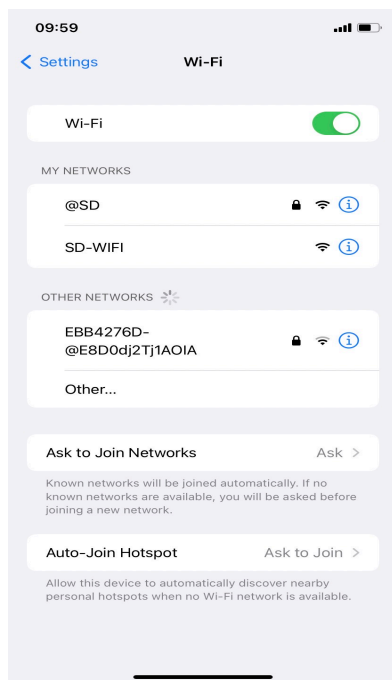 09:59
Settings
Wi-Fi
Wi-Fi
MY NETWORKS
@SD
SD-WIFI
OTHER NETWORKS
EBB4276D-
@E8D0dj2Tj1AOIA
Other...
Ask to Join Networks Ask
Known networks will be joined automatically. If no
known networks are available, you will be asked before
joining a new network.
Auto-Join Hotspot Ask to Join
Allow this device to automatically discover nearby
personal hotspots when no Wi-Fi network is available.